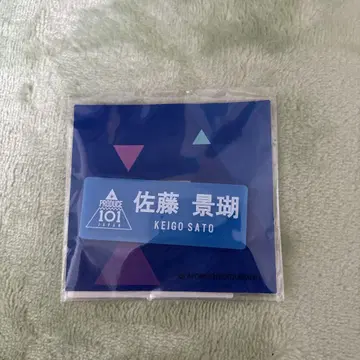 PRODUCE
101
JAPAN
佐藤 景瑚
KEIGO SATO